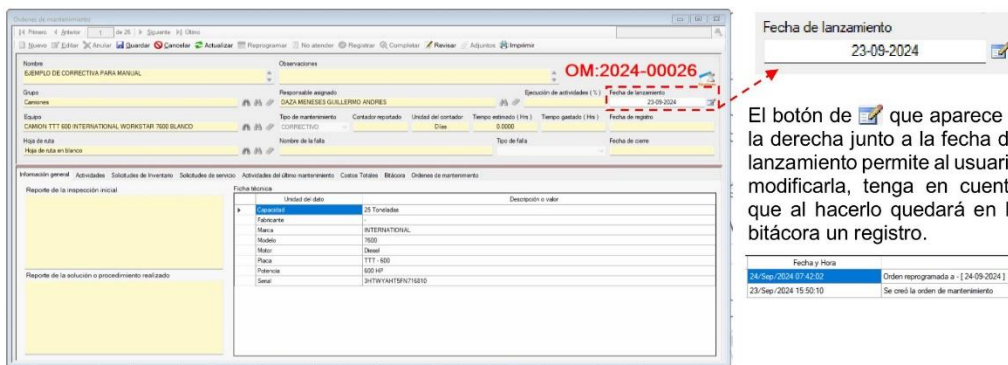 Ordenes de mantenimiento
Primero Anterior 1 de 26 Siguiente Último
Nuevo Editar Anular Guardar Cancelar Actualizar Reprogramar No atender Registrar Completar Revisar Adjuntos Imprimir
Nombre Observaciones
EJEMPLO DE CORRECTIVA PARA MANUAL
OM:2024-00026
Grupo Responsable asignado Ejecución de actividades ( % ) Fecha de lanzamiento
Camiones DAZA MENESES GUILLERMO ANDRES 23-09-2024
Equipo Tipo de mantenimiento Contador reportado Unidad del contador Tiempo estimado ( Hrs ) Tiempo gastado ( Hrs ) Fecha de registro
CAMION TTT 600 INTERNATIONAL WORKSTAR 7600 BLANCO CORRECTIVO Días 0.0000
Hoja de ruta Nombre de la falla Tipo de falla Fecha de cierre
Hoja de ruta en blanco
Información general Actividades Solicitudes de Inventario Solicitudes de servicio Actividades del último mantenimiento Costos Totales Bitácora Ordenes de mantenimiento
Reporte de la inspección inicial Ficha técnica
Unidad del dato Descripción o valor
Capacidad 25 Toneladas
Fabricante -
Marca INTERNATIONAL
Modelo 7600
Motor Diesel
Placa TTT - 600
Potencia 600 HP
Serial 3HTWYAHT5FN716810
Reporte de la solución o procedimiento realizado
Fecha de lanzamiento
23-09-2024
El botón de que aparece
la derecha junto a la fecha d
lanzamiento permite al usuari
modificarla, tenga en cuent
que al hacerlo quedará en l
bitácora un registro.
Fecha y Hora
24/Sep/2024 07:42:02 Orden reprogramada a - [ 24-09-2024 ]
23/Sep/2024 15:50:10 Se creó la orden de mantenimiento